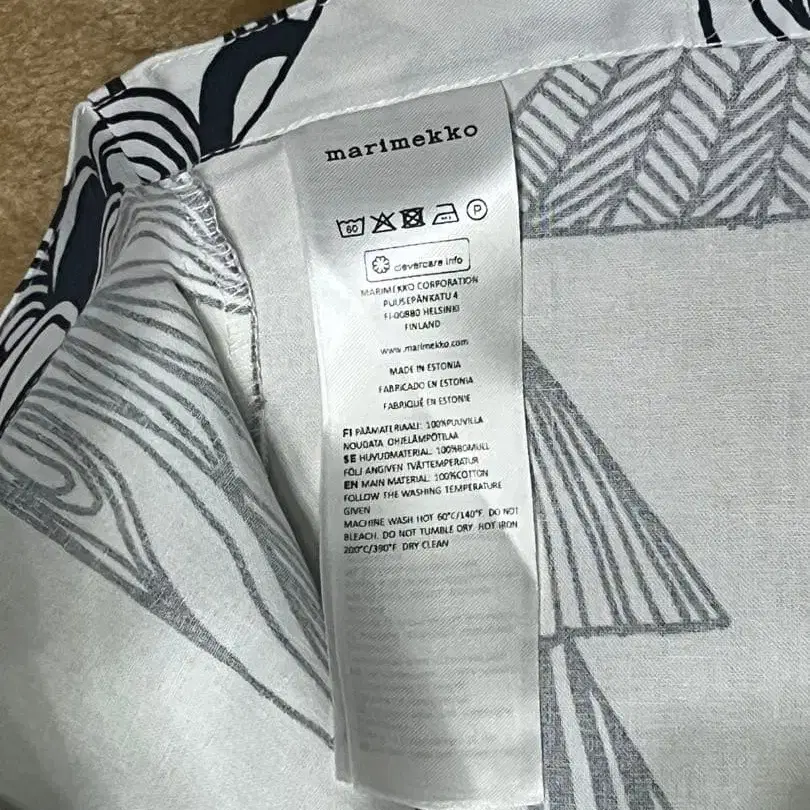 marimekko
60 P
clevercare.info
MARIMEKKO CORPORATION
PUUSEPÄNKATU 4
FI-00880 HELSINKI
FINLAND
www.marimekko.com
MADE IN ESTONIA
FABRICADO EN ESTONIA
FABRIQUÉ EN ESTONIE
FI PÄÄMATERIAALI: 100%PUUVILLA
NOUDATA OHJELÄMPÖTILAA
SE HUVUDMATERIAL: 100%BOMULL
FÖLJ ANGIVEN TVÄTTEMPERATUR
EN MAIN MATERIAL: 100%COTTON
FOLLOW THE WASHING TEMPERATURE
GIVEN
MACHINE WASH HOT 60°C/140°F. DO NOT
BLEACH. DO NOT TUMBLE DRY. HOT IRON
200°C/390°F DRY CLEAN